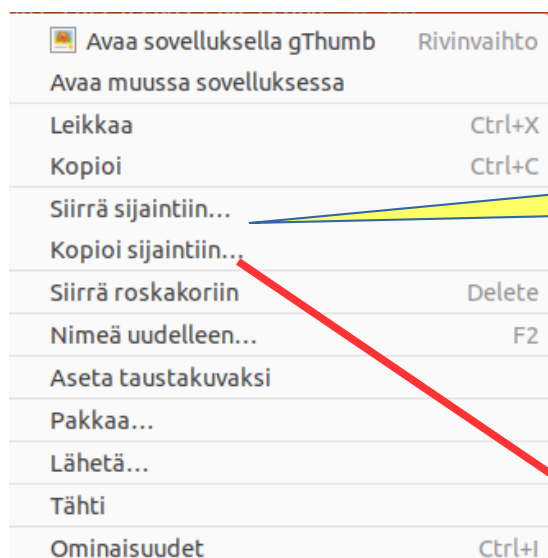 Avaa sovelluksella gThumb Rivinvaihto
Avaa muussa sovelluksessa
Leikkaa Ctrl+X
Kopioi Ctrl+C
Siirrä sijaintiin…
Kopioi sijaintiin…
Siirrä roskakoriin Delete
Nimeä uudelleen… F2
Aseta taustakuvaksi
Pakkaa…
Lähetä…
Tähti
Ominaisuudet Ctrl+I